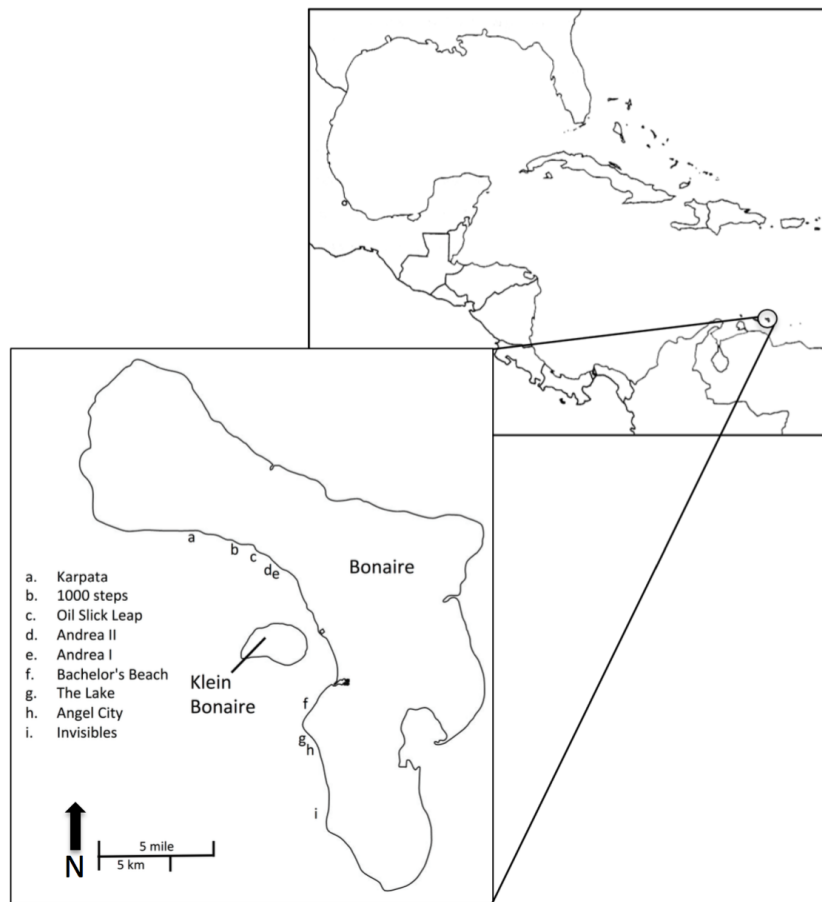 a
b
c
de
Bonaire
a. Karpata
b. 1000 steps
c. Oil Slick Leap
d. Andrea II
e. Andrea I
f. Bachelor's Beach
g. The Lake
h. Angel City
i. Invisibles
Klein
Bonaire
f
g
h
i
N
5 mile
5 km